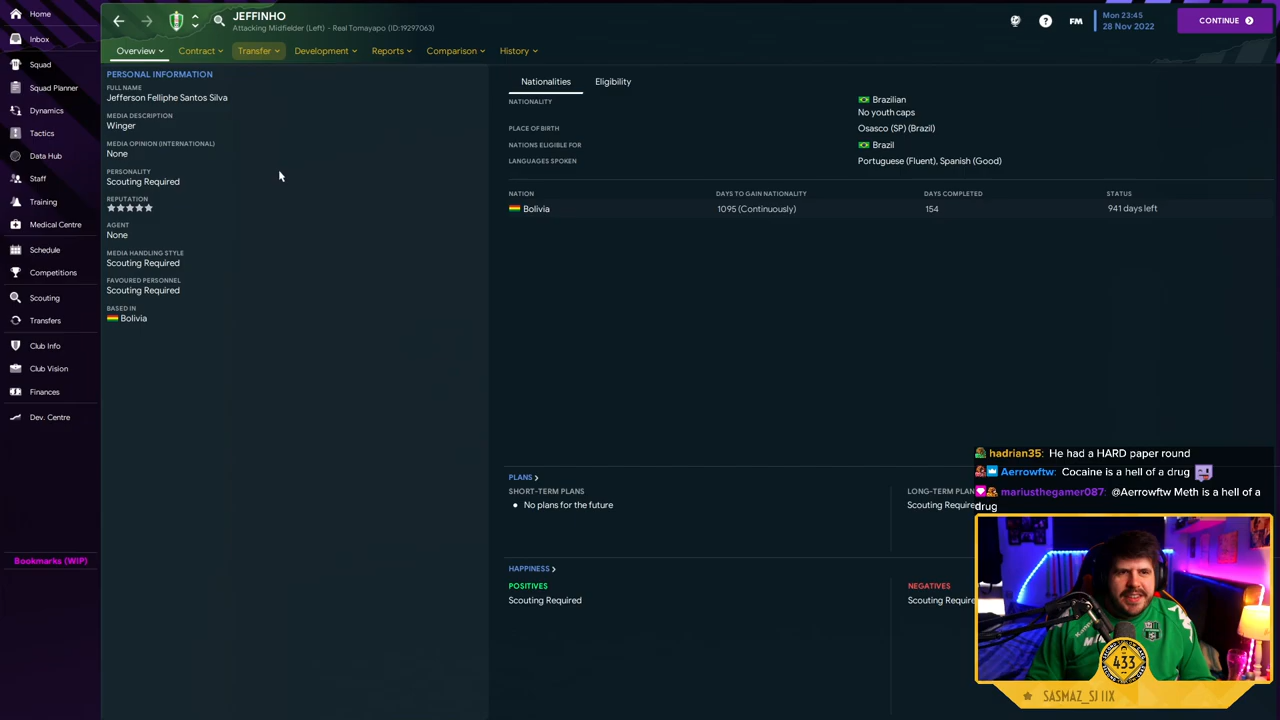 Home
Inbox
Squad
Squad Planner
Dynamics
Tactics
Data Hub
Staff
Training
Medical Centre
Schedule
Competitions
Scouting
Transfers
Club Info
Club Vision
Finances
Dev. Centre
Bookmarks (WIP)
JEFFINHO
Attacking Midfielder (Left) - Real Tomayapo (ID:19297063)
? FM
Mon 23:45
28 Nov 2022
CONTINUE
Overview Contract Transfer Development Reports Comparison History
PERSONAL INFORMATION
FULL NAME
Jefferson Felliphe Santos Silva
MEDIA DESCRIPTION
Winger
MEDIA OPINION (INTERNATIONAL)
None
PERSONALITY
Scouting Required
REPUTATION
AGENT
None
MEDIA HANDLING STYLE
Scouting Required
FAVOURED PERSONNEL
Scouting Required
BASED IN
Bolivia
Nationalities Eligibility
NATIONALITY Brazilian
No youth caps
PLACE OF BIRTH Osasco (SP) (Brazil)
NATIONS ELIGIBLE FOR Brazil
LANGUAGES SPOKEN Portuguese (Fluent), Spanish (Good)
NATION DAYS TO GAIN NATIONALITY DAYS COMPLETED STATUS
Bolivia 1095 (Continuously) 154 941 days left
PLANS
SHORT-TERM PLANS LONG-TERM PLAN
• No plans for the future Scouting Require
HAPPINESS
POSITIVES NEGATIVES
Scouting Required Scouting Require
hadrian35: He had a HARD paper round
Aerrowftw: Cocaine is a hell of a drug
mariusthegamer087: @Aerrowftw Meth is a hell of a
drug
433
SASMAZ_SJ 11X